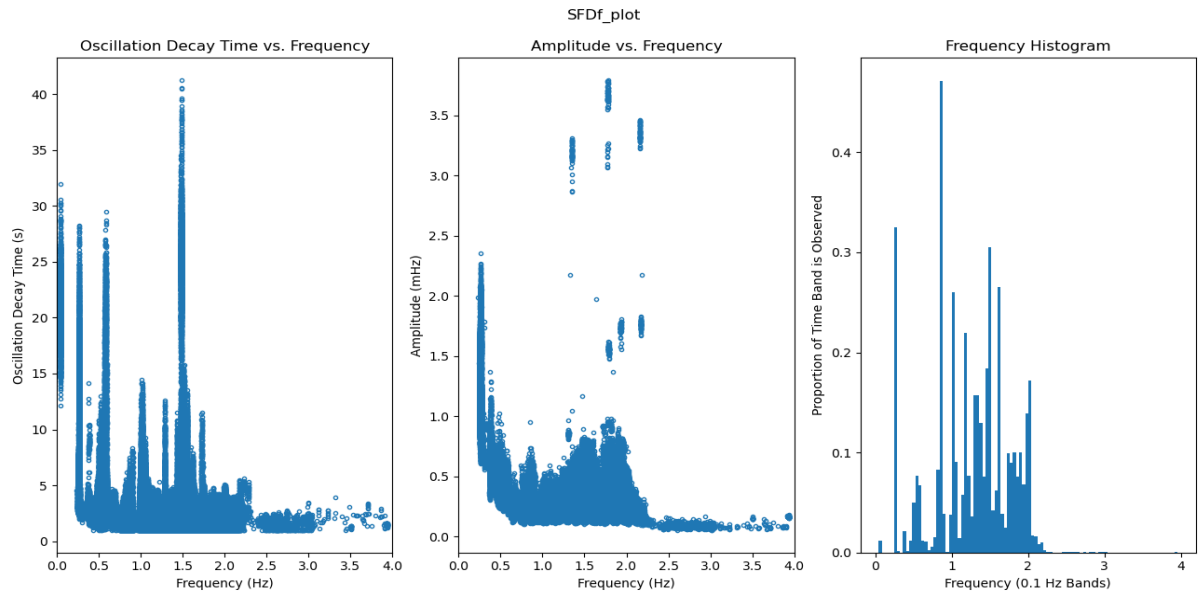 SFDf_plot
Oscillation Decay Time vs. Frequency
Oscillation Decay Time (s)
40
35
30
25
20
15
10
5
0
0.0 0.5 1.0 1.5 2.0 2.5 3.0 3.5 4.0
Frequency (Hz)
Amplitude vs. Frequency
Amplitude (mHz)
3.5
3.0
2.5
2.0
1.5
1.0
0.5
0.0
0.0 0.5 1.0 1.5 2.0 2.5 3.0 3.5 4.0
Frequency (Hz)
Frequency Histogram
Proportion of Time Band is Observed
0.4
0.3
0.2
0.1
0.0
0 1 2 3 4
Frequency (0.1 Hz Bands)